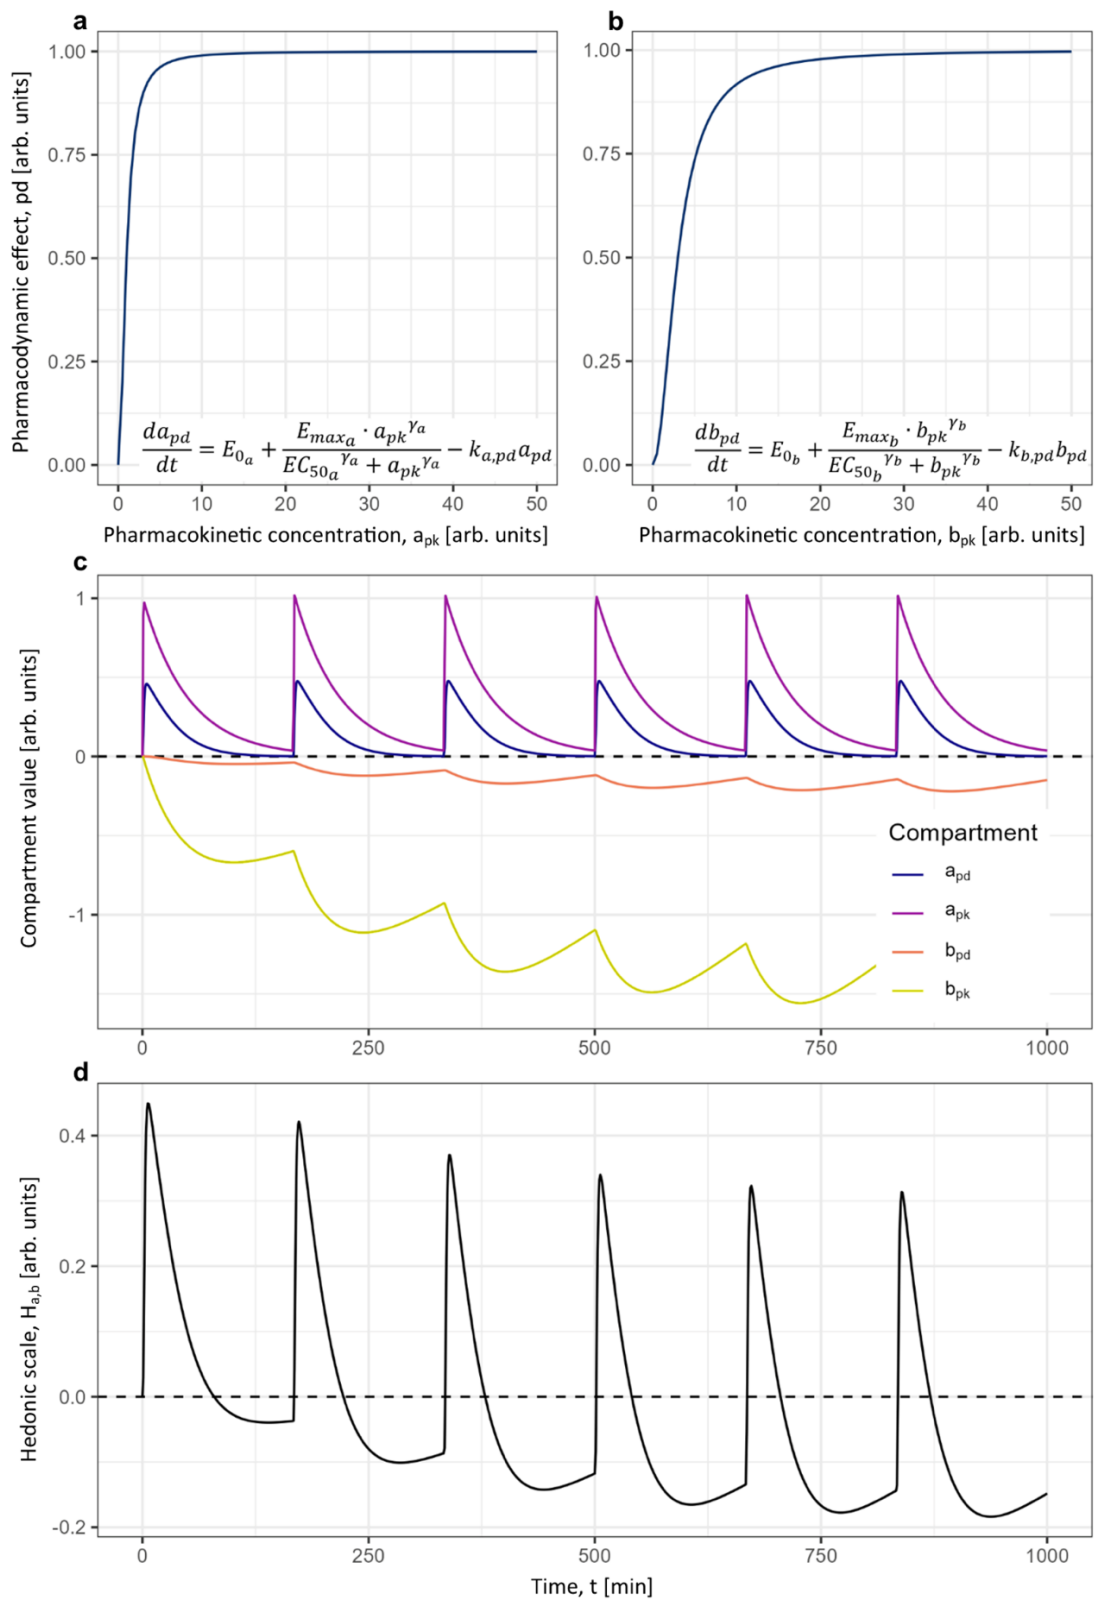 a
b
Pharmacodynamic effect, pd [arb. units]
1.00
0.75
0.50
0.25
0.00
da_pd/dt = E_0a + (E_maxa · a_pk^γa)/(EC_50a^γa + a_pk^γa) − k_a,pd a_pd
0 10 20 30 40 50
Pharmacokinetic concentration, a_pk [arb. units]
1.00
0.75
0.50
0.25
0.00
db_pd/dt = E_0b + (E_maxb · b_pk^γb)/(EC_50b^γb + b_pk^γb) − k_b,pd b_pd
0 10 20 30 40 50
Pharmacokinetic concentration, b_pk [arb. units]
c
Compartment value [arb. units]
1
0
-1
Compartment
a_pd
a_pk
b_pd
b_pk
0 250 500 750 1000
d
Hedonic scale, H_a,b [arb. units]
0.4
0.2
0.0
-0.2
0 250 500 750 1000
Time, t [min]